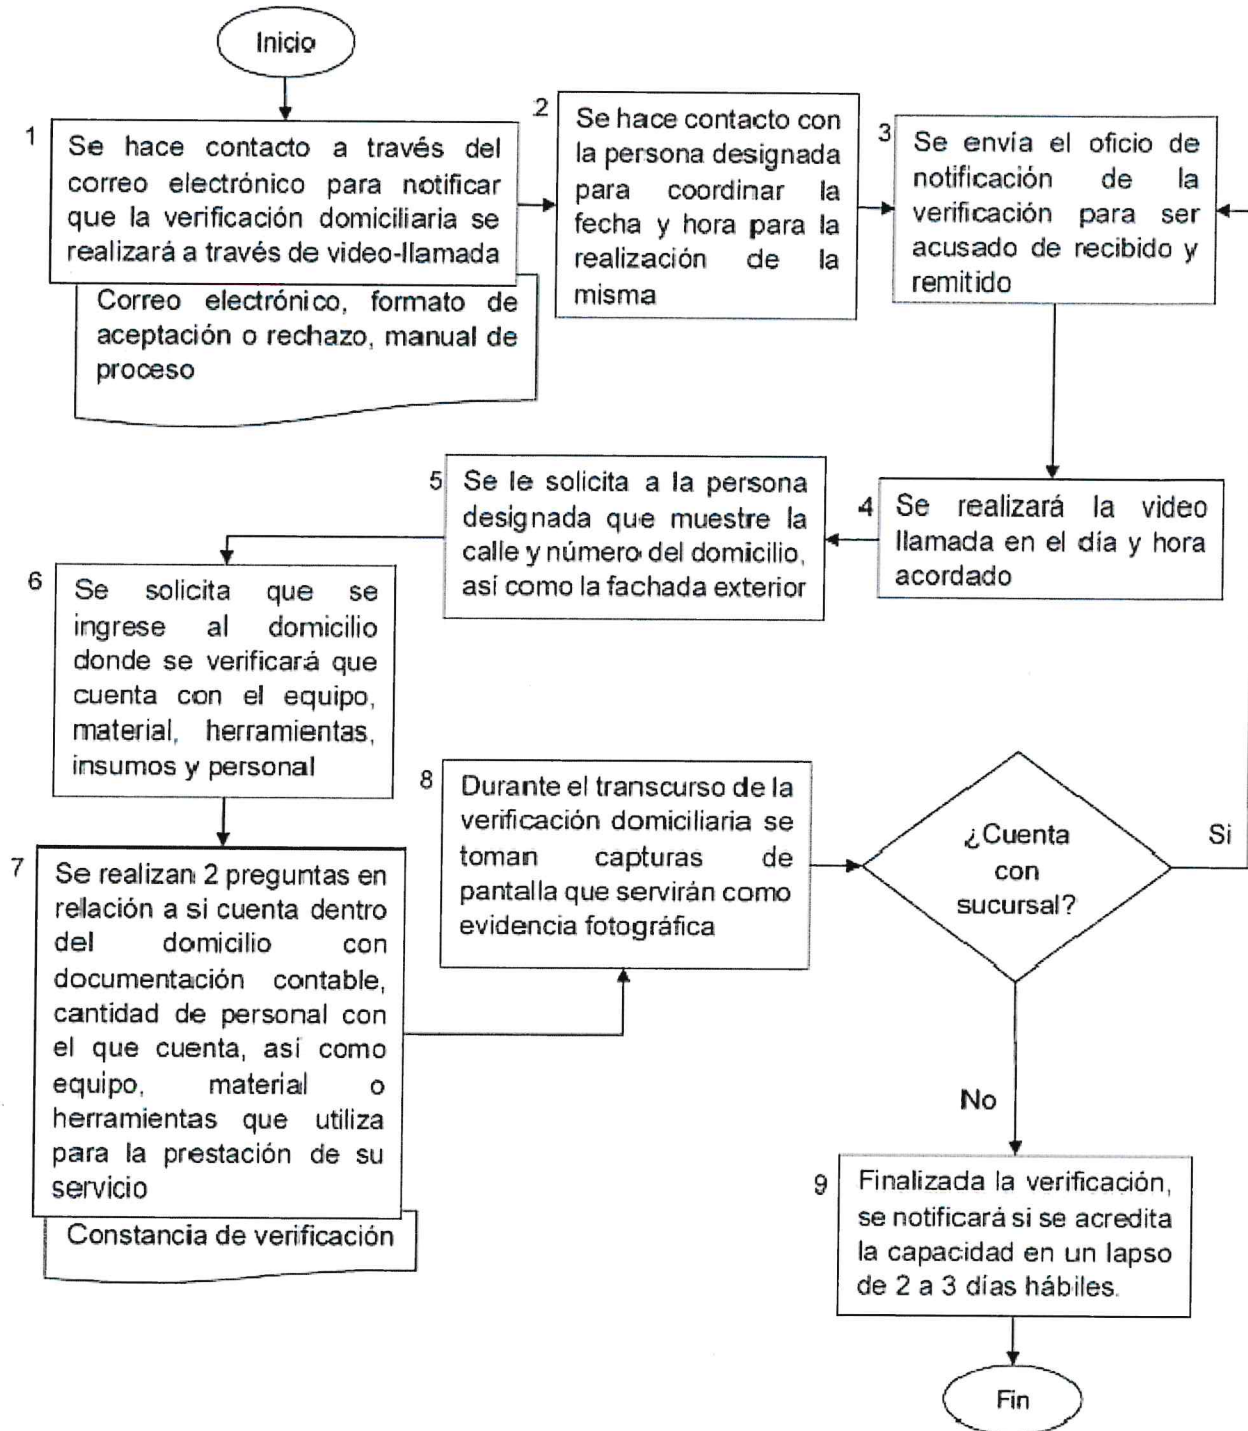 Inicio
1
Se hace contacto a través del
correo electrónico para notificar
que la verificación domiciliaria se
realizará a través de video-llamada
Correo electrónico, formato de
aceptación o rechazo, manual de
proceso
2
Se hace contacto con
la persona designada
para coordinar la
fecha y hora para la
realización de la
misma
3
Se envía el oficio de
notificación de la
verificación para ser
acusado de recibido y
remitido
4
Se realizará la video
llamada en el día y hora
acordado
5
Se le solicita a la persona
designada que muestre la
calle y número del domicilio,
así como la fachada exterior
6
Se solicita que se
ingrese al domicilio
donde se verificará que
cuenta con el equipo,
material, herramientas,
insumos y personal
7
Se realizan 2 preguntas en
relación a si cuenta dentro
del domicilio con
documentación contable,
cantidad de personal con
el que cuenta, así como
equipo, material o
herramientas que utiliza
para la prestación de su
servicio
Constancia de verificación
8
Durante el transcurso de la
verificación domiciliaria se
toman capturas de
pantalla que servirán como
evidencia fotográfica
¿Cuenta
con
sucursal?
Si
No
9
Finalizada la verificación,
se notificará si se acredita
la capacidad en un lapso
de 2 a 3 días hábiles.
Fin